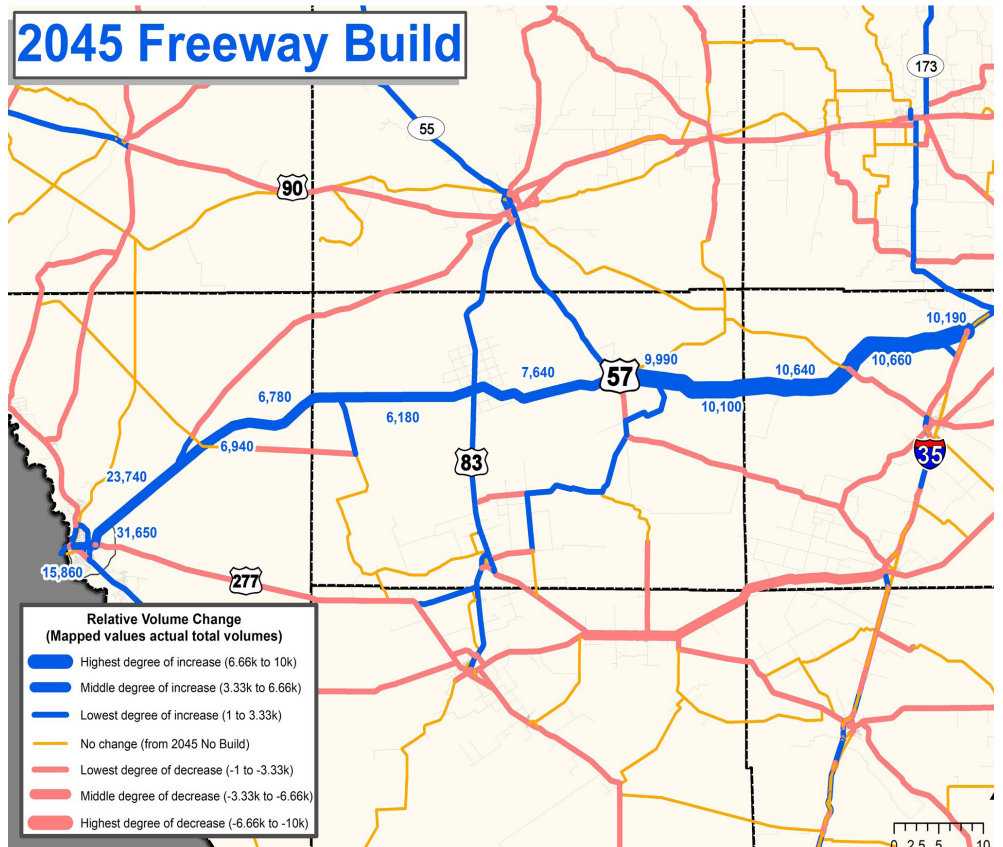 2045 Freeway Build
173
55
90
10,190
9,990
7,640
57
10,640
10,660
6,780
10,100
6,180
6,940
83
35
23,740
31,650
15,860
277
Relative Volume Change
(Mapped values actual total volumes)
Highest degree of increase (6.66k to 10k)
Middle degree of increase (3.33k to 6.66k)
Lowest degree of increase (1 to 3.33k)
No change (from 2045 No Build)
Lowest degree of decrease (-1 to -3.33k)
Middle degree of decrease (-3.33k to -6.66k)
Highest degree of decrease (-6.66k to -10k)
0 2.5 5 10